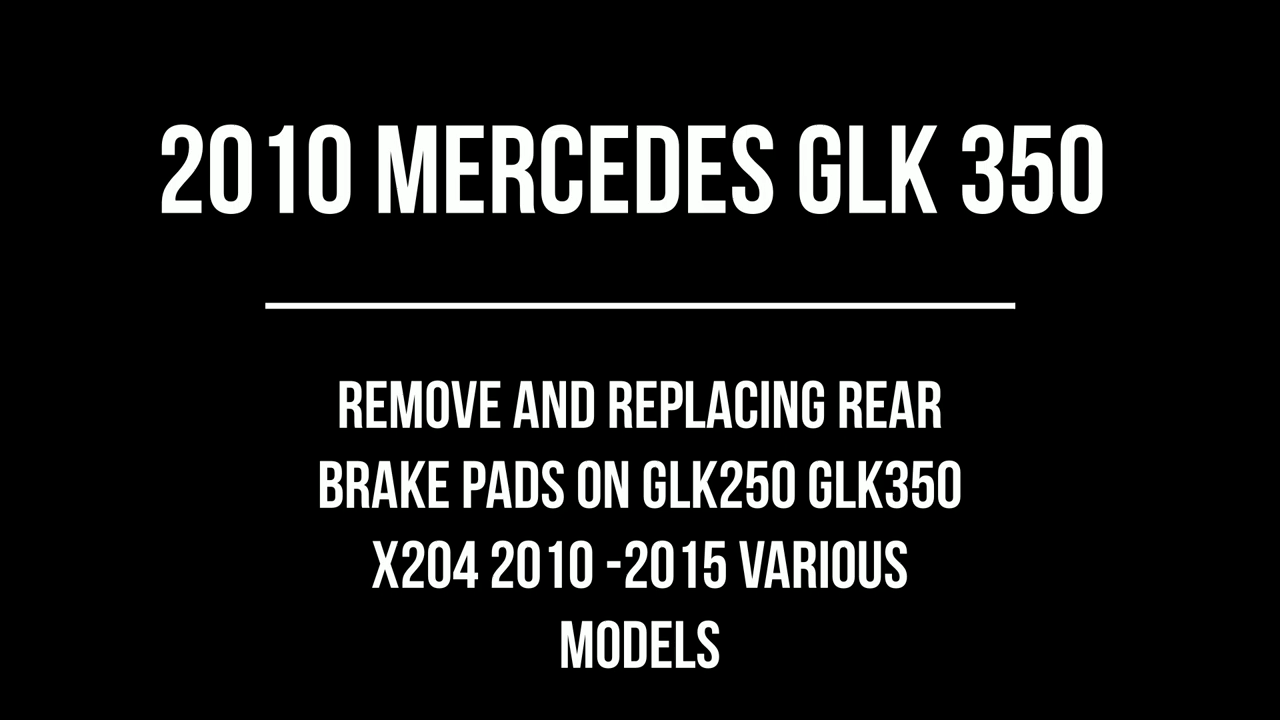 2010 MERCEDES GLK 350
REMOVE AND REPLACING REAR
BRAKE PADS ON GLK250 GLK350
X204 2010 -2015 VARIOUS
MODELS